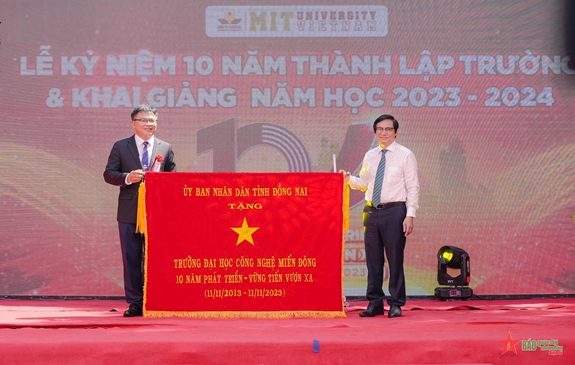 MIT UNIVERSITY
VIETNAM
LỄ KỶ NIỆM 10 NĂM THÀNH LẬP TRƯỜNG
& KHAI GIẢNG NĂM HỌC 2023 - 2024
ỦY BAN NHÂN DÂN TỈNH ĐỒNG NAI
TẶNG
TRƯỜNG ĐẠI HỌC CÔNG NGHỆ MIỀN ĐÔNG
10 NĂM PHÁT TRIỂN - VỮNG TIẾN VƯƠN XA
(11/11/2013 - 11/11/2023)
BÁO